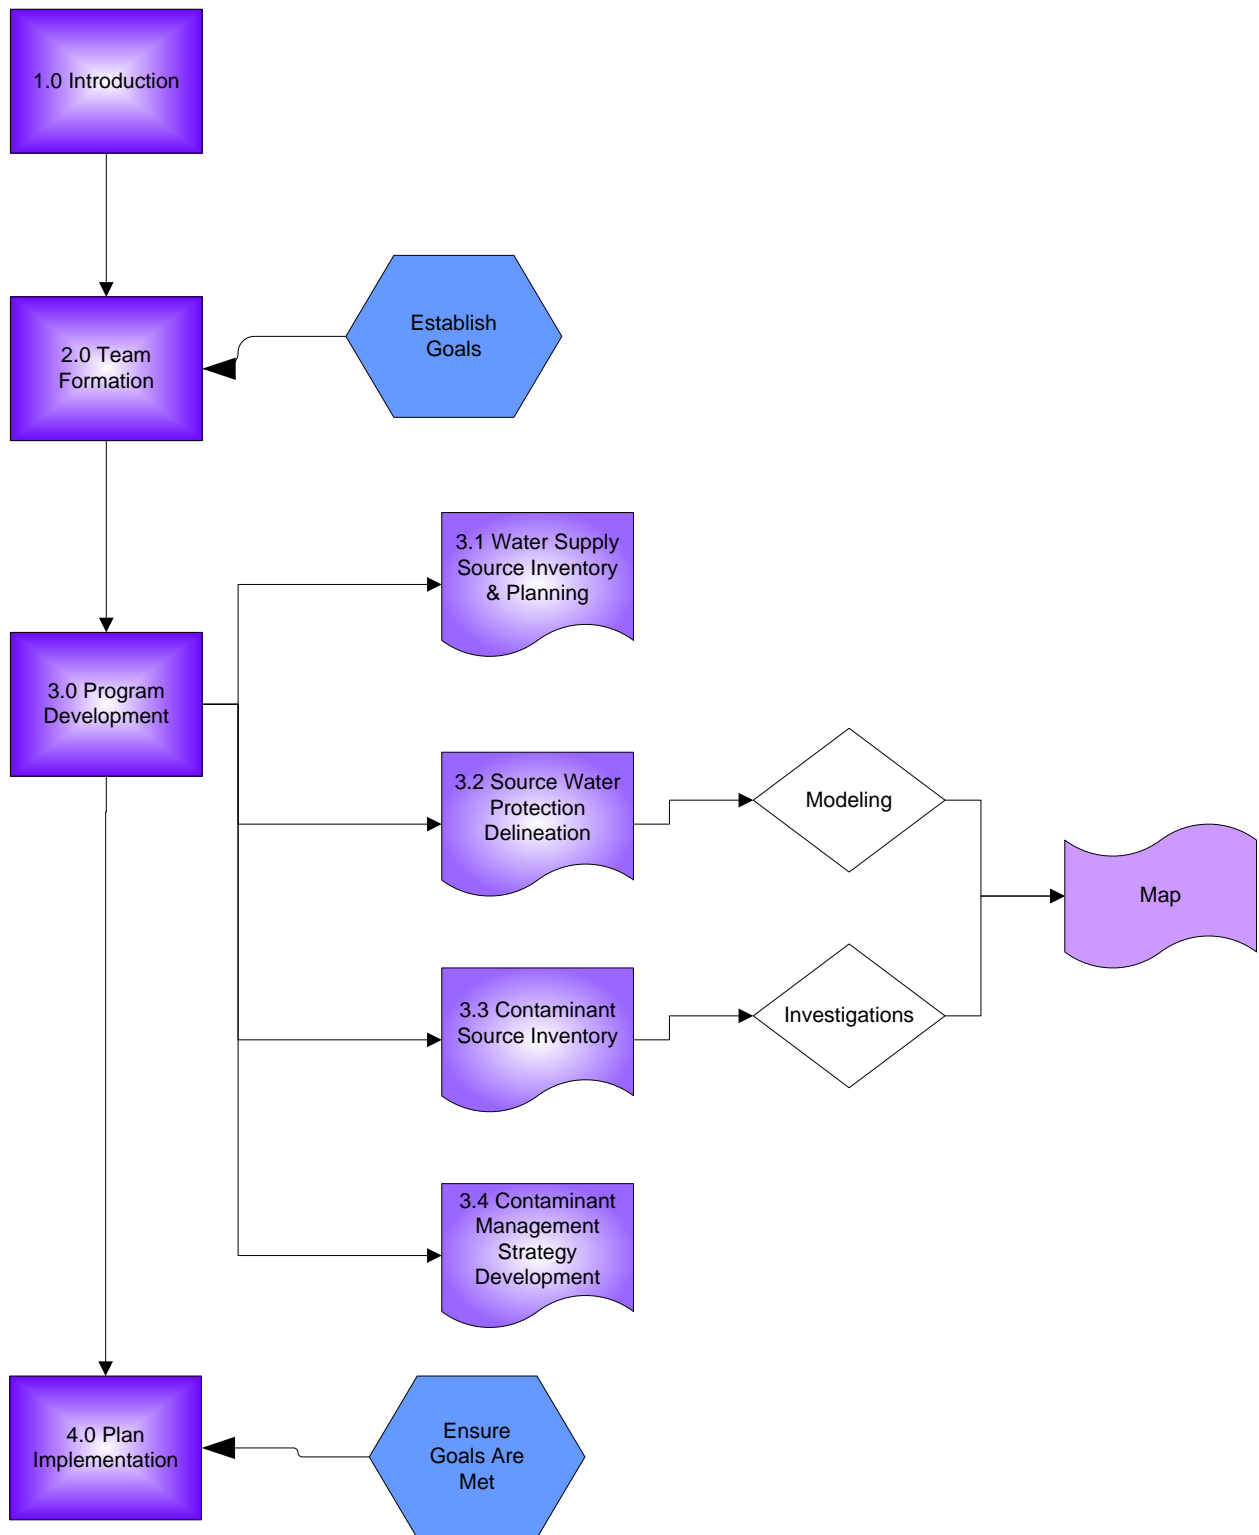 1.0 Introduction
2.0 Team
Formation
Establish
Goals
3.1 Water Supply
Source Inventory
& Planning
3.0 Program
Development
3.2 Source Water
Protection
Delineation
Modeling
Map
3.3 Contaminant
Source Inventory
Investigations
3.4 Contaminant
Management
Strategy
Development
4.0 Plan
Implementation
Ensure
Goals Are
Met